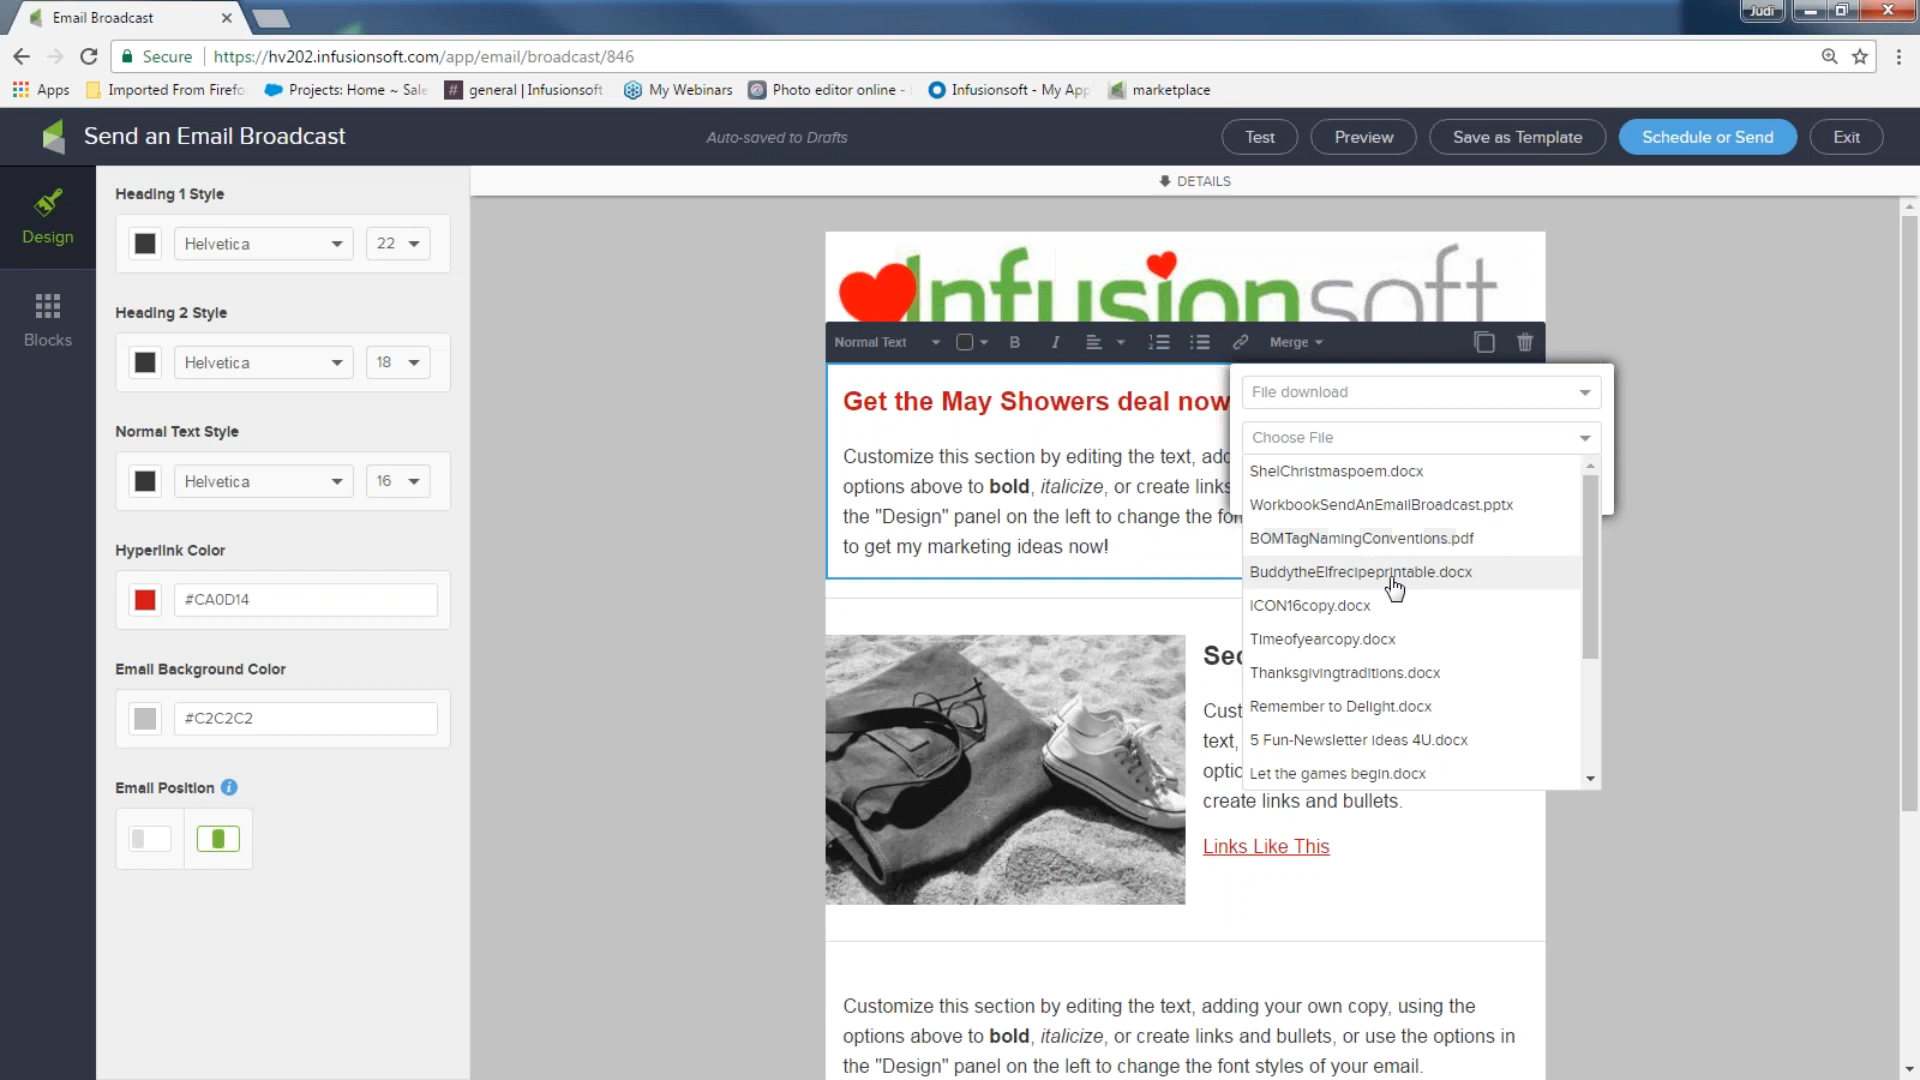 Email Broadcast
Judi
Secure https://hv202.infusionsoft.com/app/email/broadcast/846
Apps Imported From Firefo Projects: Home ~ Sale general | Infusionsoft My Webinars Photo editor online - Infusionsoft - My App marketplace
Send an Email Broadcast Auto-saved to Drafts Test Preview Save as Template Schedule or Send Exit
DETAILS
Design
Blocks
Heading 1 Style
Helvetica 22
Heading 2 Style
Helvetica 18
Normal Text Style
Helvetica 16
Hyperlink Color
#CA0D14
Email Background Color
#C2C2C2
Email Position
Infusionsoft
Normal Text B I Merge
Get the May Showers deal now
Customize this section by editing the text, add
options above to bold, italicize, or create links
the "Design" panel on the left to change the fon
to get my marketing ideas now!
File download
Choose File
ShelChristmaspoem.docx
WorkbookSendAnEmailBroadcast.pptx
BOMTagNamingConventions.pdf
BuddytheElfrecipeprintable.docx
ICON16copy.docx
Timeofyearcopy.docx
Thanksgivingtraditions.docx
Remember to Delight.docx
5 Fun-Newsletter Ideas 4U.docx
Let the games begin.docx
Sec
Cust
text,
optic
create links and bullets.
Links Like This
Customize this section by editing the text, adding your own copy, using the
options above to bold, italicize, or create links and bullets, or use the options in
the "Design" panel on the left to change the font styles of your email.